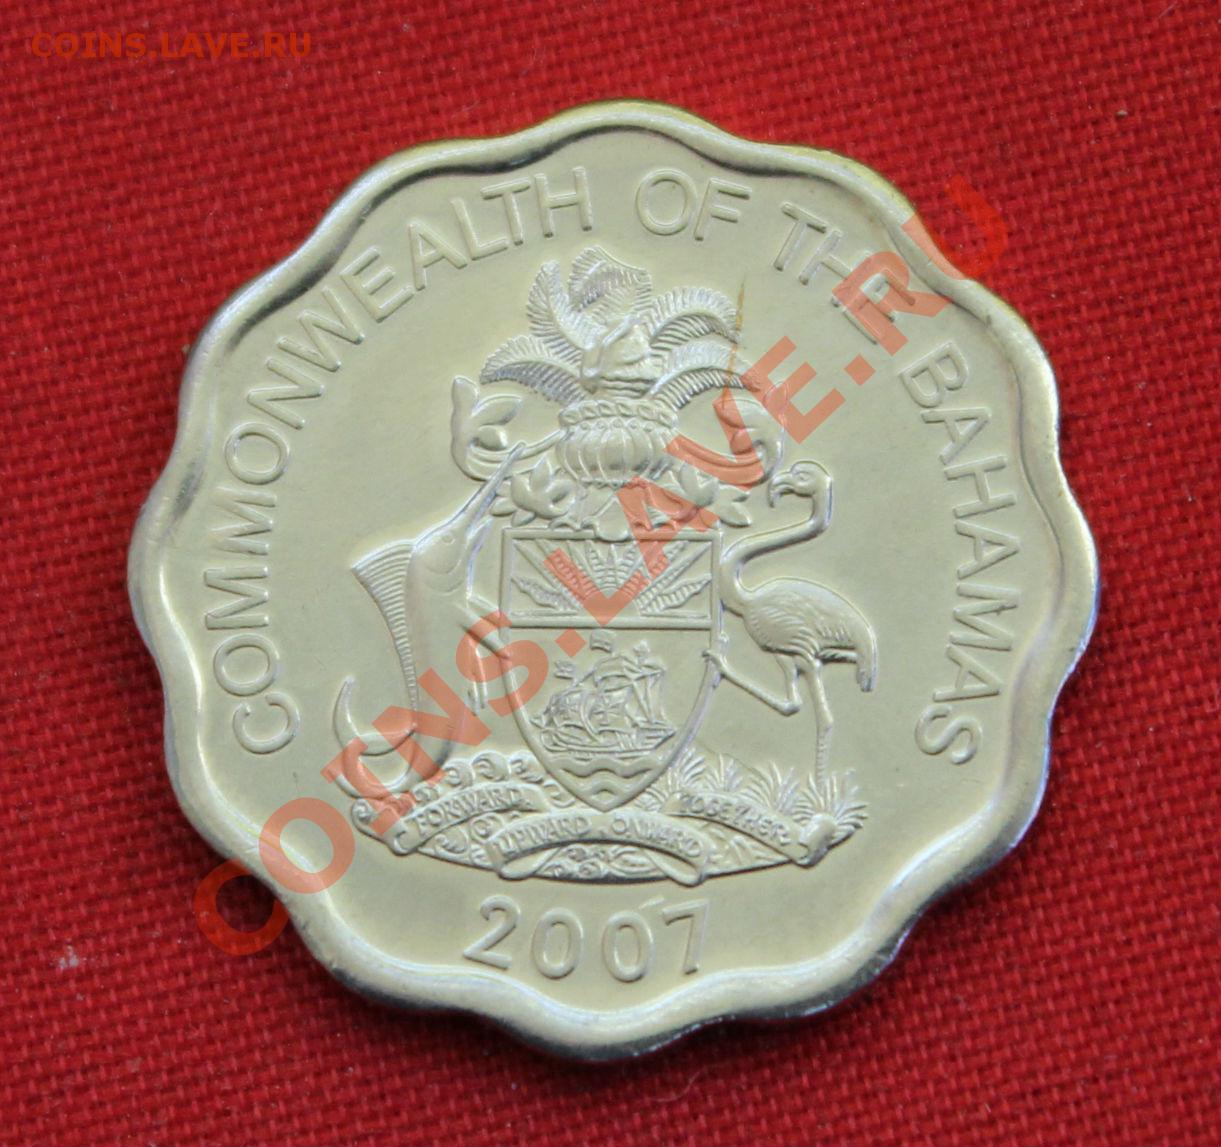 COINS.LAVE.RU
COMMONWEALTH OF THE BAHAMAS
FORWARD UPWARD ONWARD TOGETHER
2007
COINS.LAVE.RU